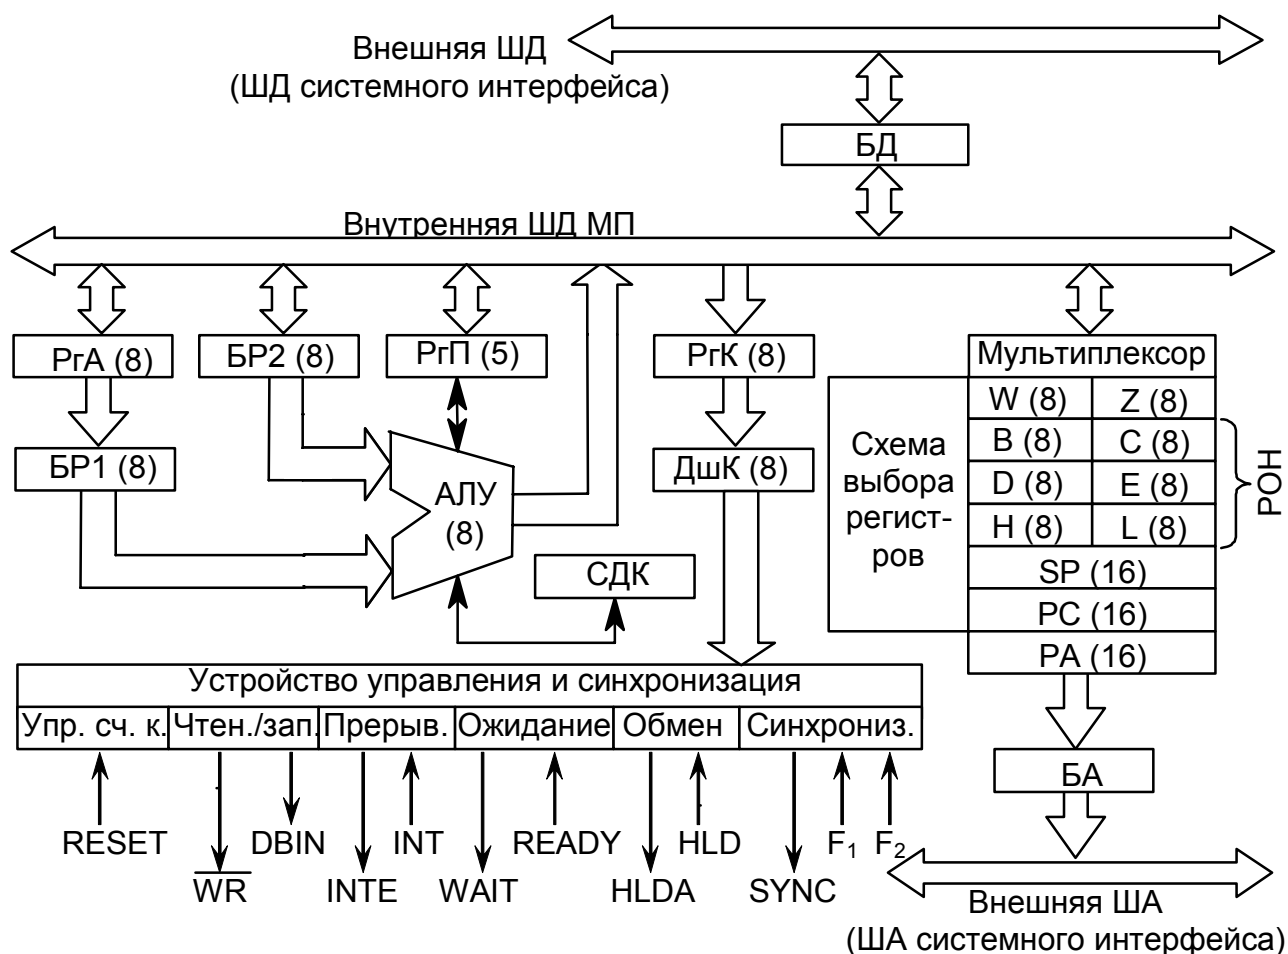 Внешняя ШД
(ШД системного интерфейса)
БД
Внутренняя ШД МП
РгА (8)
БР2 (8)
РгП (5)
РгК (8)
Мультиплексор
W (8)
Z (8)
B (8)
C (8)
D (8)
E (8)
H (8)
L (8)
SP (16)
PC (16)
РА (16)
РОН
Схема
выбора
регист-
ров
БР1 (8)
АЛУ
(8)
ДшК (8)
СДК
Устройство управления и синхронизация
Упр. сч. к.
Чтен./зап.
Прерыв.
Ожидание
Обмен
Синхрониз.
БА
RESET
DBIN
INT
READY
HLD
F₁
F₂
W̅R̅
INTE
WAIT
HLDA
SYNC
Внешняя ША
(ША системного интерфейса)